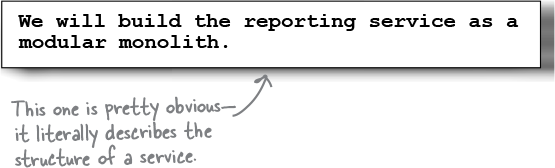 We will build the reporting service as a
modular monolith.
This one is pretty obvious—
it literally describes the
structure of a service.